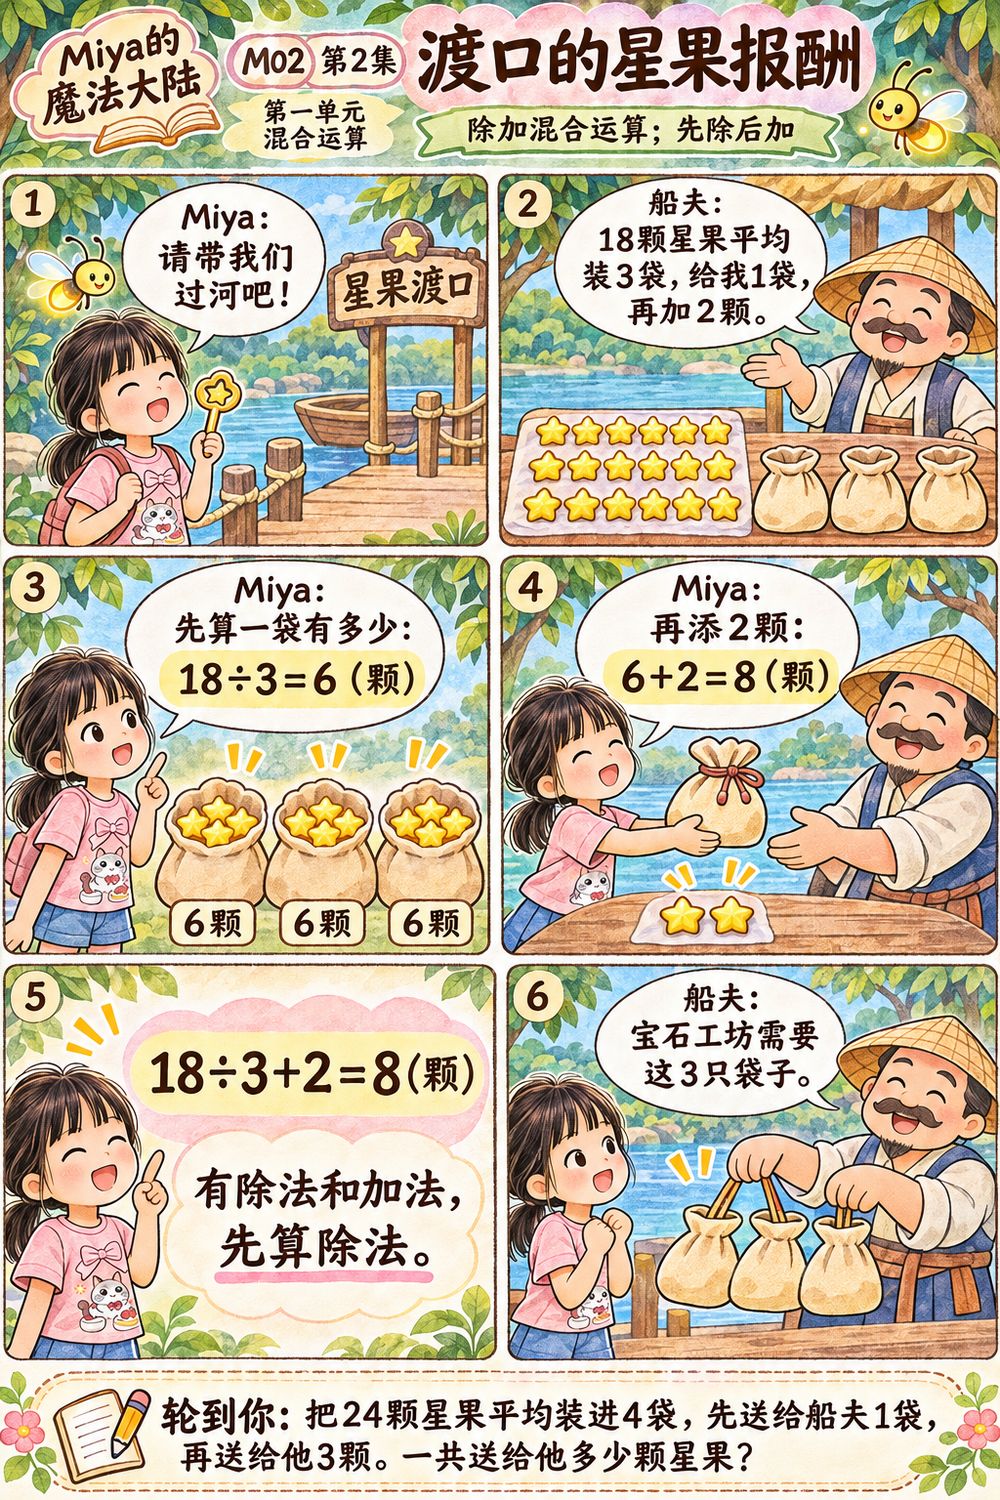 Miya的
魔法大陆
M02 第2集
第一单元
混合运算
渡口的星果报酬
除加混合运算；先除后加
1
Miya：
请带我们
过河吧！
星果渡口
2
船夫：
18颗星果平均
装3袋，给我1袋，
再加2颗。
3
Miya：
先算一袋有多少：
18÷3=6（颗）
6颗
6颗
6颗
4
Miya：
再添2颗：
6+2=8（颗）
5
18÷3+2=8（颗）
有除法和加法，
先算除法。
6
船夫：
宝石工坊需要
这3只袋子。
轮到你：把24颗星果平均装进4袋，先送给船夫1袋，
再送给他3颗。一共送给他多少颗星果？